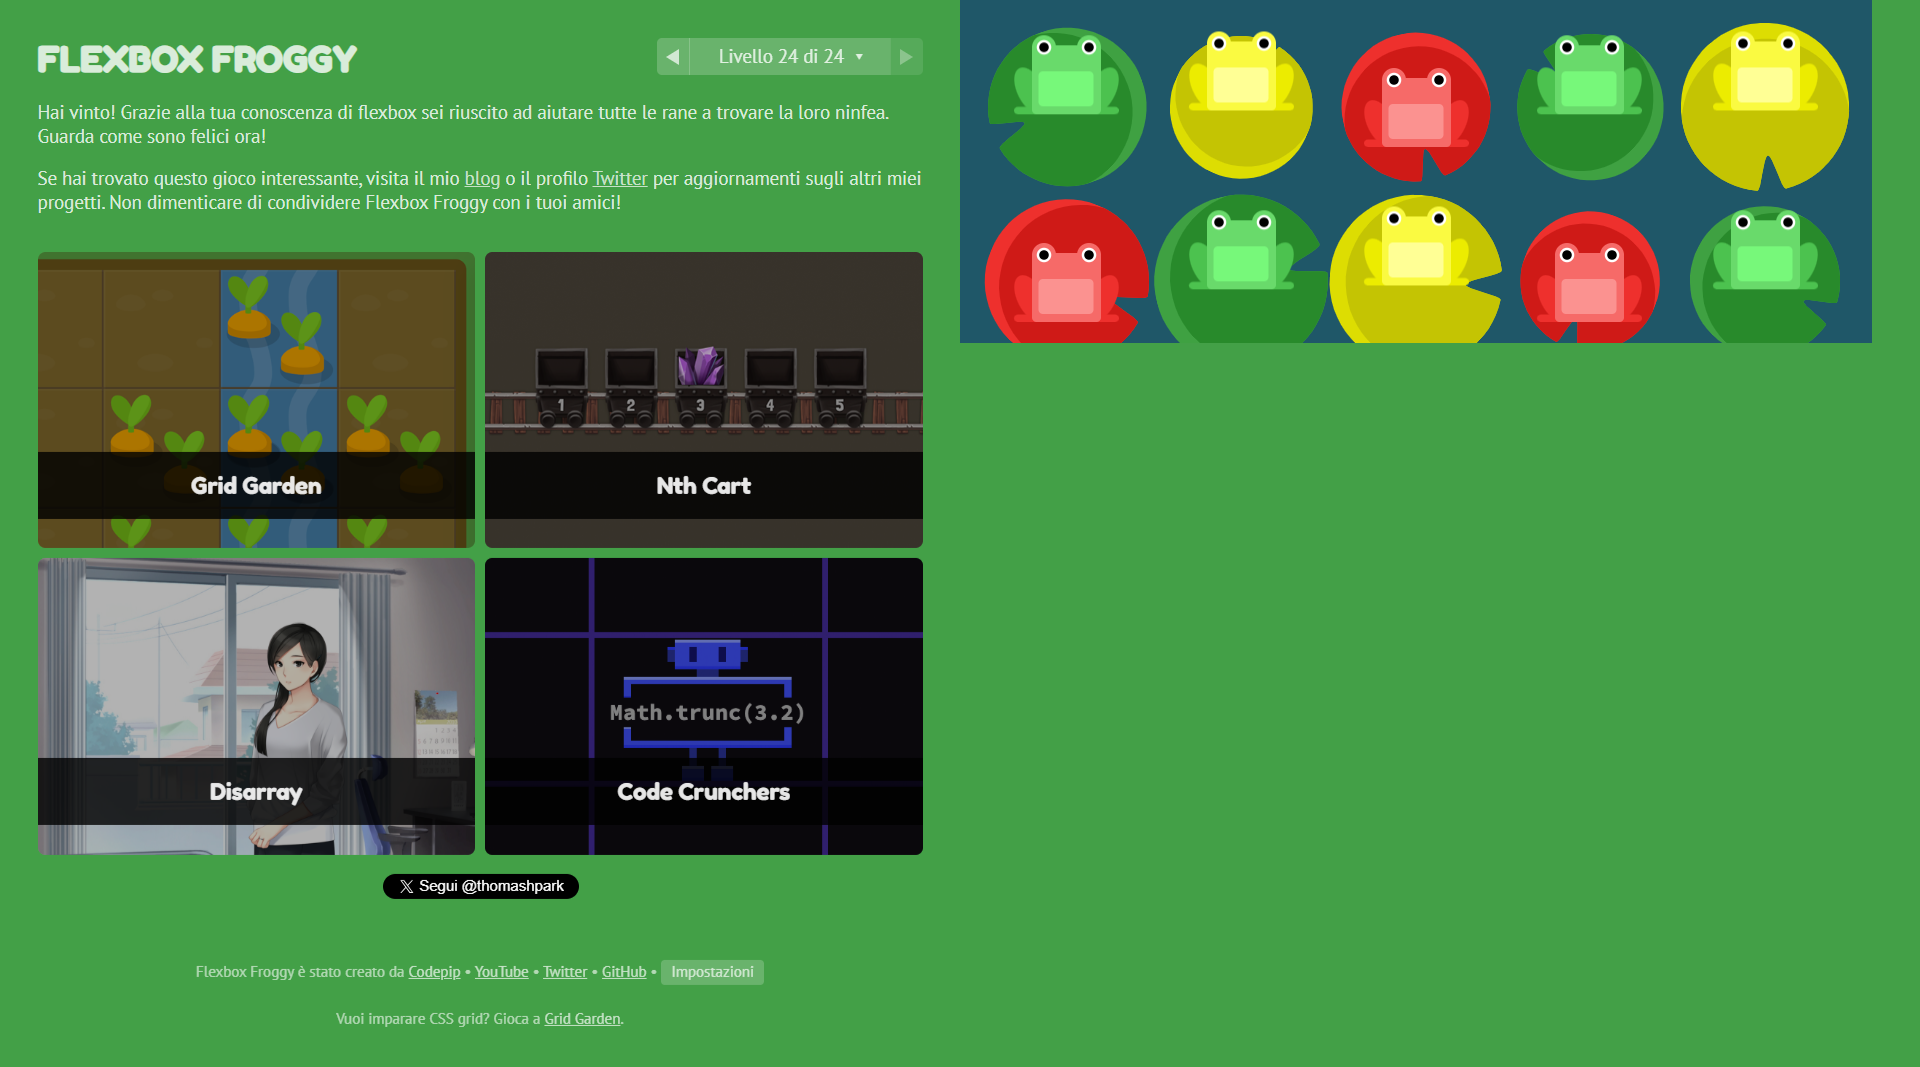 FLEXBOX FROGGY
Livello 24 di 24
Hai vinto! Grazie alla tua conoscenza di flexbox sei riuscito ad aiutare tutte le rane a trovare la loro ninfea.
Guarda come sono felici ora!
Se hai trovato questo gioco interessante, visita il mio blog o il profilo Twitter per aggiornamenti sugli altri miei
progetti. Non dimenticare di condividere Flexbox Froggy con i tuoi amici!
1 2 3 4 5
Grid Garden
Nth Cart
Math.trunc(3.2)
Disarray
Code Crunchers
Segui @thomashpark
Flexbox Froggy è stato creato da Codepip • YouTube • Twitter • GitHub • Impostazioni
Vuoi imparare CSS grid? Gioca a Grid Garden.